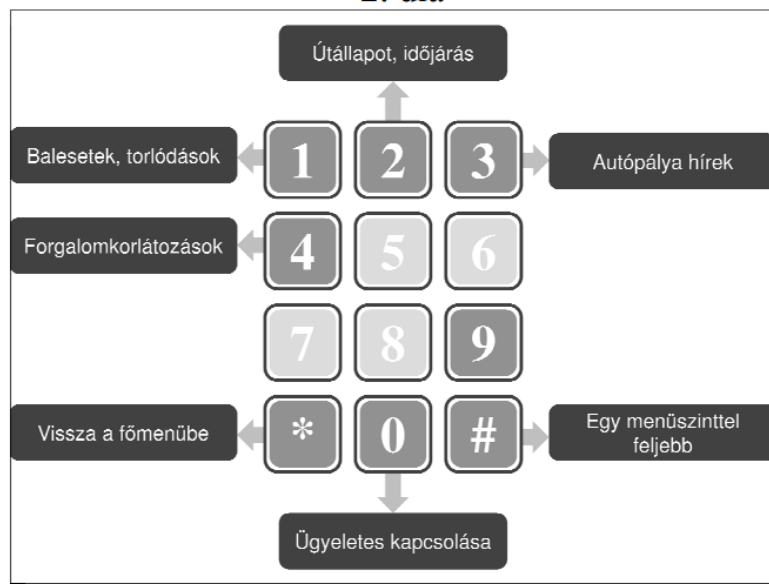 Útállapot, időjárás
Balesetek, torlódások
1
2
3
Autópálya hírek
Forgalomkorlátozások
4
5
6
7
8
9
Vissza a főmenübe
*
0
#
Egy menüszinttel
feljebb
Ügyeletes kapcsolása